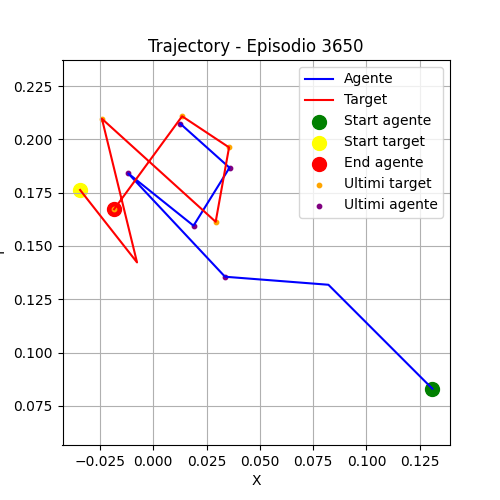 Trajectory - Episodio 3650
Agente
Target
Start agente
Start target
End agente
Ultimi target
Ultimi agente
0.225
0.200
0.175
0.150
0.125
0.100
0.075
−0.025 0.000 0.025 0.050 0.075 0.100 0.125
X